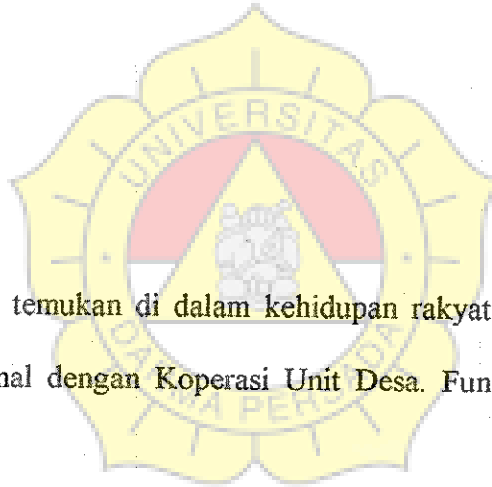 UNIVERSITAS
temukan di dalam kehidupan rakyat
nal dengan Koperasi Unit Desa. Fun
DARMA PERSADA